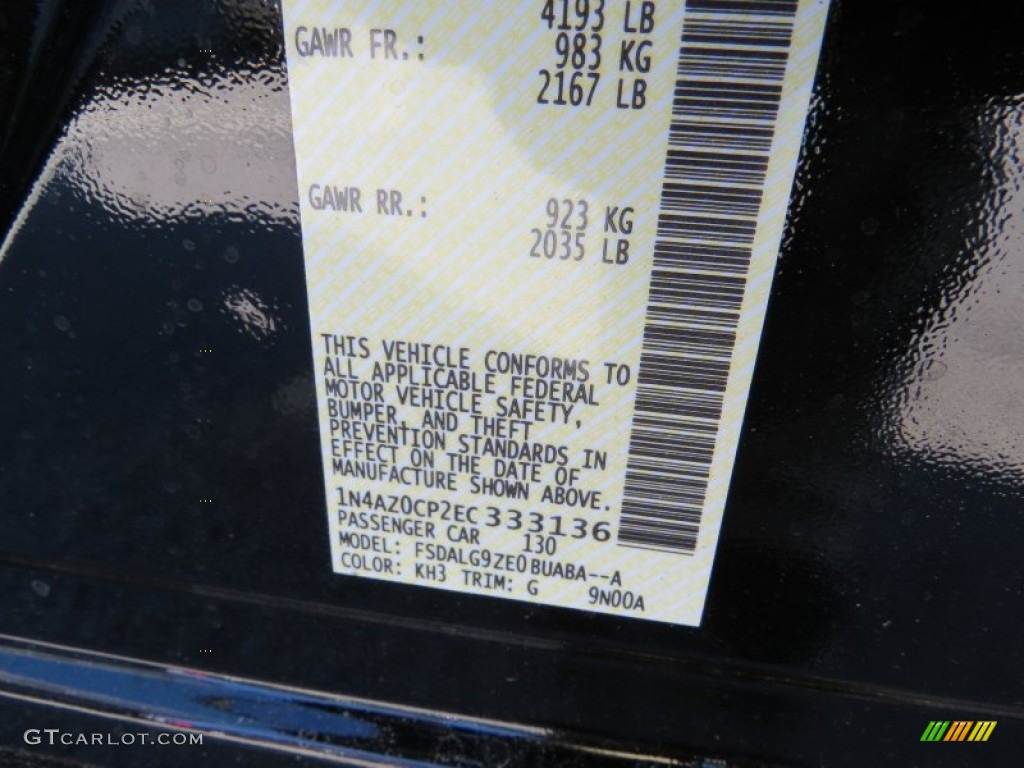 4193 LB
GAWR FR.: 983 KG
2167 LB
GAWR RR.: 923 KG
2035 LB
THIS VEHICLE CONFORMS TO
ALL APPLICABLE FEDERAL
MOTOR VEHICLE SAFETY,
BUMPER, AND THEFT
PREVENTION STANDARDS IN
EFFECT ON THE DATE OF
MANUFACTURE SHOWN ABOVE.
1N4AZ0CP2EC333136
PASSENGER CAR 130
MODEL: FSDALG9ZE0BUABA--A
COLOR: KH3 TRIM: G 9N00A
GTCARLOT.COM